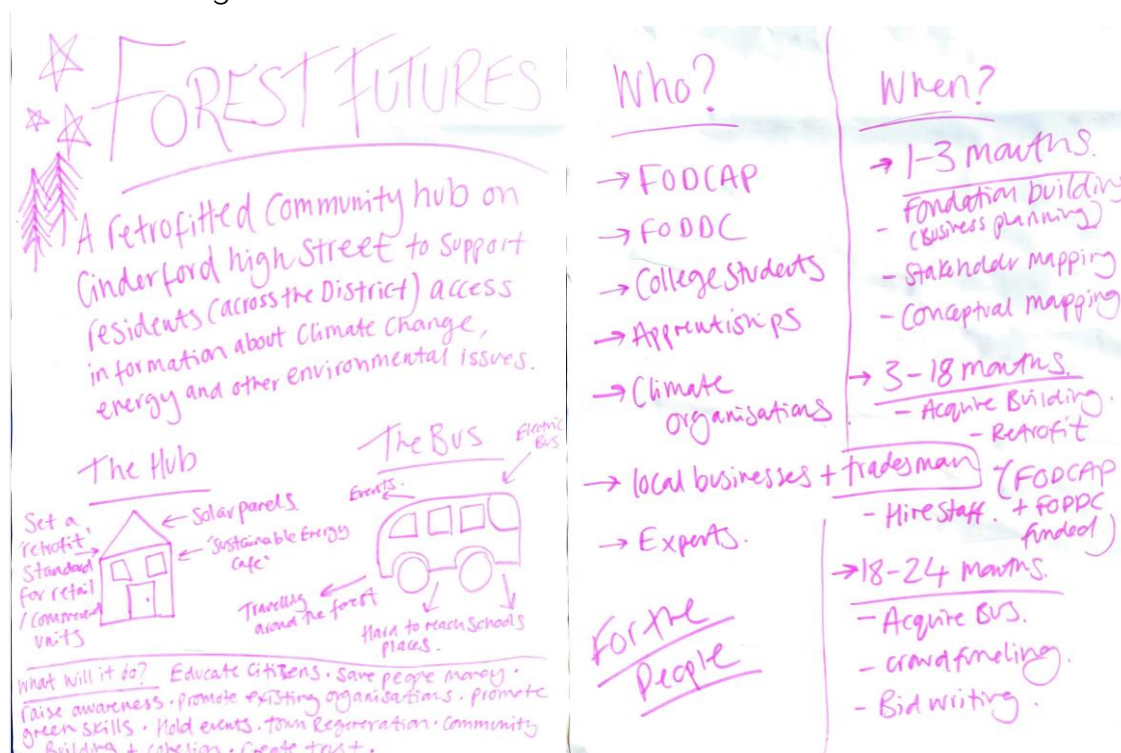 FOREST FUTURES
A retrofitted Community hub on
Cinderford high Street to support
residents (across the District) access
information about Climate Change,
energy and other environmental issues.
The Hub
Set a
'retrofit'
Standard
for retail
/ Commercial
units
← Solar panels.
← 'Sustainable Energy
Cafe'
The Bus
Electric
Bus
Events.
Travelling
around the forest
Hard to reach schools
places.
What will it do? Educate Citizens · Save people money ·
raise awareness · Promote existing organisations · promote
green skills · Hold events · town Regeneration · Community
Building + cohesion · Create trust ·
Who?
→ FODCAP
→ FODDC
→ College Students
→ Apprentiships
→ Climate
organisations
→ local businesses + tradesman
→ Experts.
For the
People
When?
→ 1-3 months.
- Fondation building
(Business planning)
- Stakeholdr mapping
- Conceptual mapping
→ 3-18 months.
- Acquire Building.
- Retrofit
- Hire staff.
(FODCAP
+ FODDC
funded)
→ 18-24 months.
- Acquire Bus.
- crowdfunding.
- Bid writing.